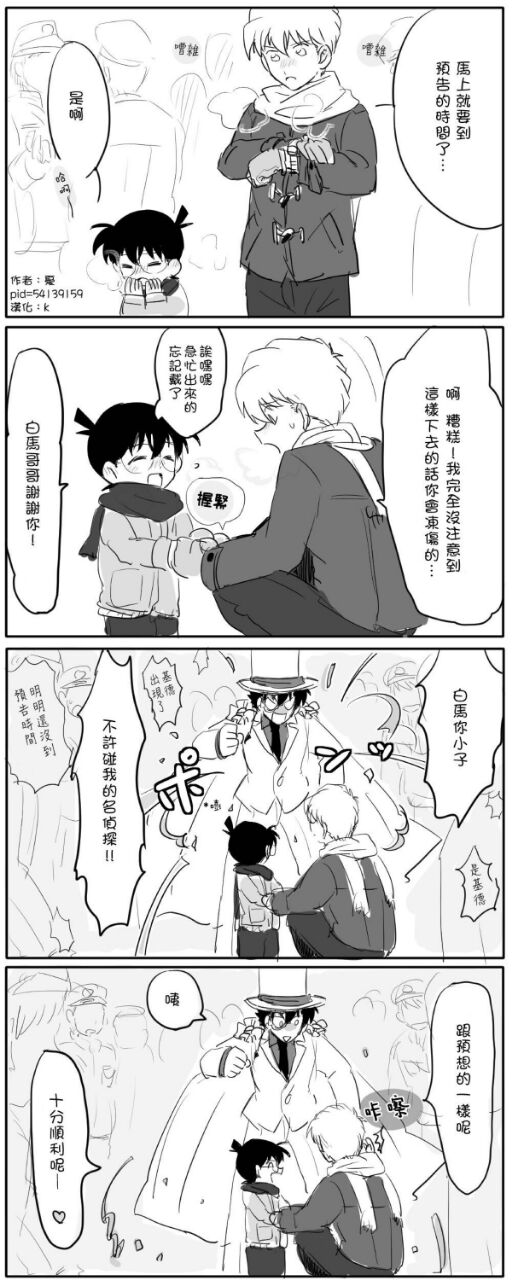 馬上就要到
預告的時間了…
嘈雜
嘈雜
是啊
哈啊
作者：憂
pid=54139159
漢化：k
啊 糟糕！我完全沒注意到
這樣下去的話你會凍傷的…
誒嘿嘿
急忙出來的
忘記戴了
握緊
白馬哥哥謝謝你！
白馬你小子
基德
出現了
明明還沒到
預告時間
ポンッ
不許碰我的名偵探!!
是基德
跟預想的一樣呢
咦
咔嚓
十分順利呢—♡